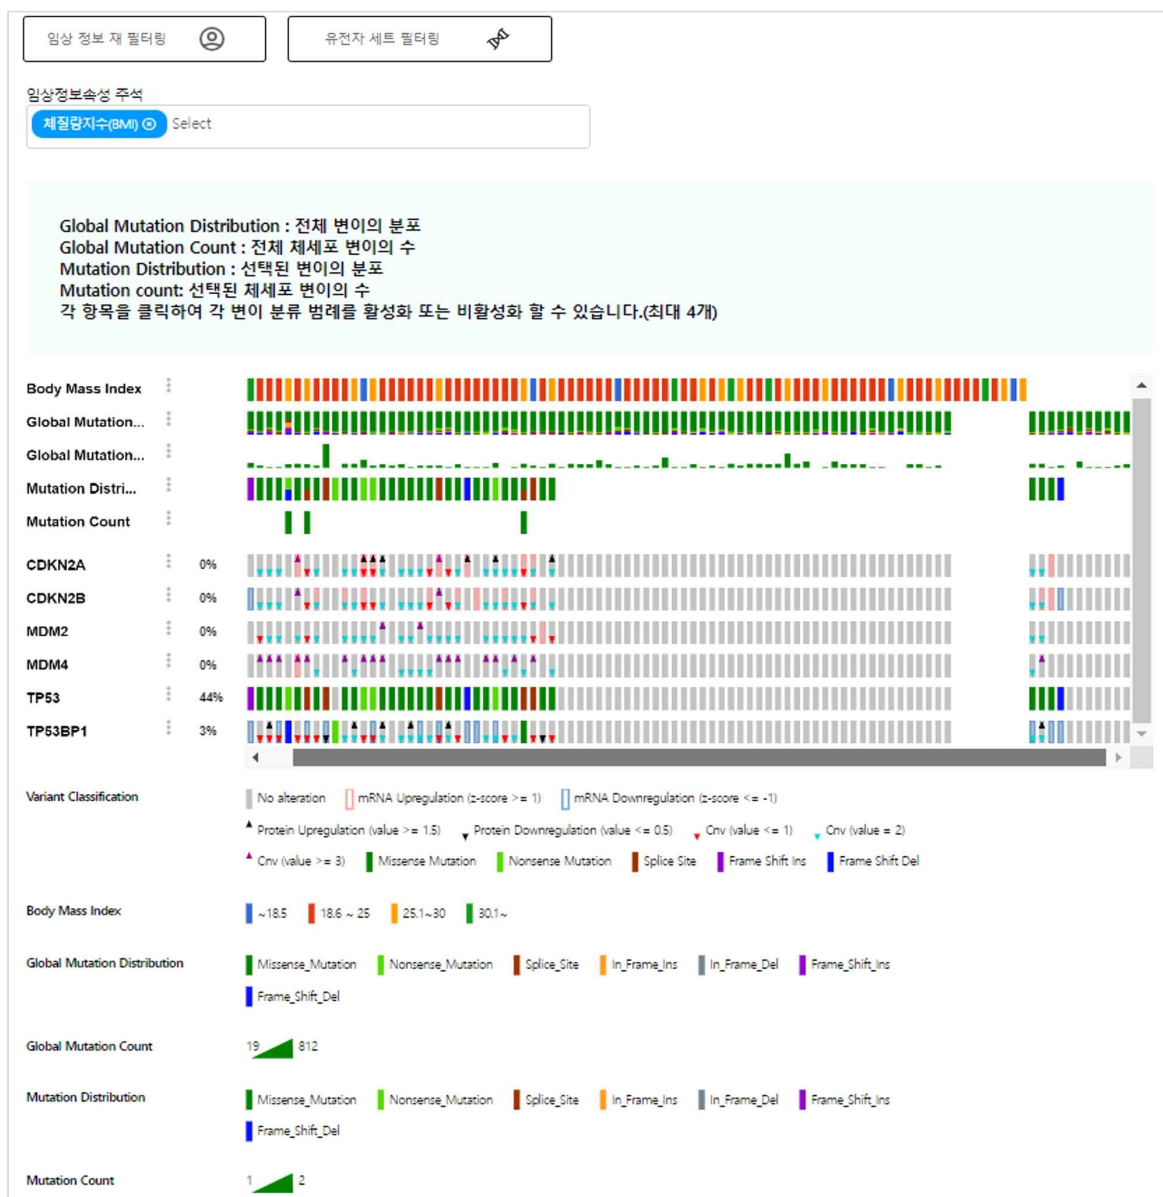 임상 정보 재 필터링
유전자 세트 필터링
임상정보속성 주석
체질량지수(BMI) Select
Global Mutation Distribution : 전체 변이의 분포
Global Mutation Count : 전체 체세포 변이의 수
Mutation Distribution : 선택된 변이의 분포
Mutation count: 선택된 체세포 변이의 수
각 항목을 클릭하여 각 변이 분류 범례를 활성화 또는 비활성화 할 수 있습니다.(최대 4개)
Body Mass Index
Global Mutation...
Global Mutation...
Mutation Distri...
Mutation Count
CDKN2A 0%
CDKN2B 0%
MDM2 0%
MDM4 0%
TP53 44%
TP53BP1 3%
Variant Classification No alteration mRNA Upregulation (z-score >= 1) mRNA Downregulation (z-score <= -1)
Protein Upregulation (value >= 1.5) Protein Downregulation (value <= 0.5) Cnv (value <= 1) Cnv (value = 2)
Cnv (value >= 3) Missense Mutation Nonsense Mutation Splice Site Frame Shift Ins Frame Shift Del
Body Mass Index ~18.5 18.6 ~ 25 25.1~30 30.1~
Global Mutation Distribution Missense_Mutation Nonsense_Mutation Splice_Site In_Frame_Ins In_Frame_Del Frame_Shift_Ins
Frame_Shift_Del
Global Mutation Count 19 812
Mutation Distribution Missense_Mutation Nonsense_Mutation Splice_Site In_Frame_Ins In_Frame_Del Frame_Shift_Ins
Frame_Shift_Del
Mutation Count 1 2